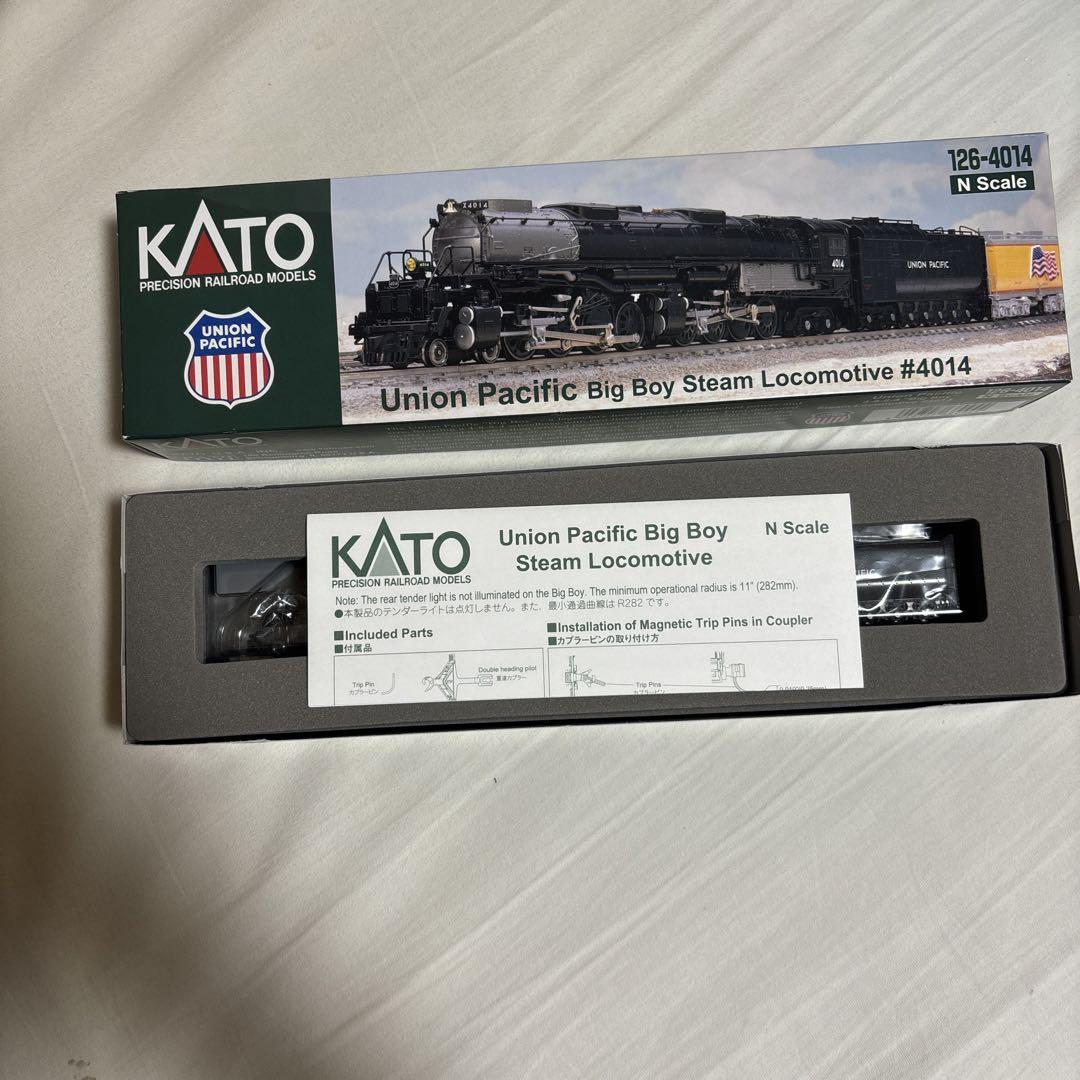 126-4014
N Scale
KATO
PRECISION RAILROAD MODELS
UNION
PACIFIC
X4014
4014
4014
UNION PACIFIC
Union Pacific Big Boy Steam Locomotive #4014
KATO
KATO
PRECISION RAILROAD MODELS
Union Pacific Big Boy
Steam Locomotive
N Scale
Note: The rear tender light is not illuminated on the Big Boy. The minimum operational radius is 11" (282mm).
●本製品のテンダーライトは点灯しません。また、最小通過曲線は R282 です。
■Included Parts
■付属品
Trip Pin
カプラーピン
Double heading pilot
重連カプラー
■Installation of Magnetic Trip Pins in Coupler
■カプラーピンの取り付け方
Trip Pins
カプラーピン